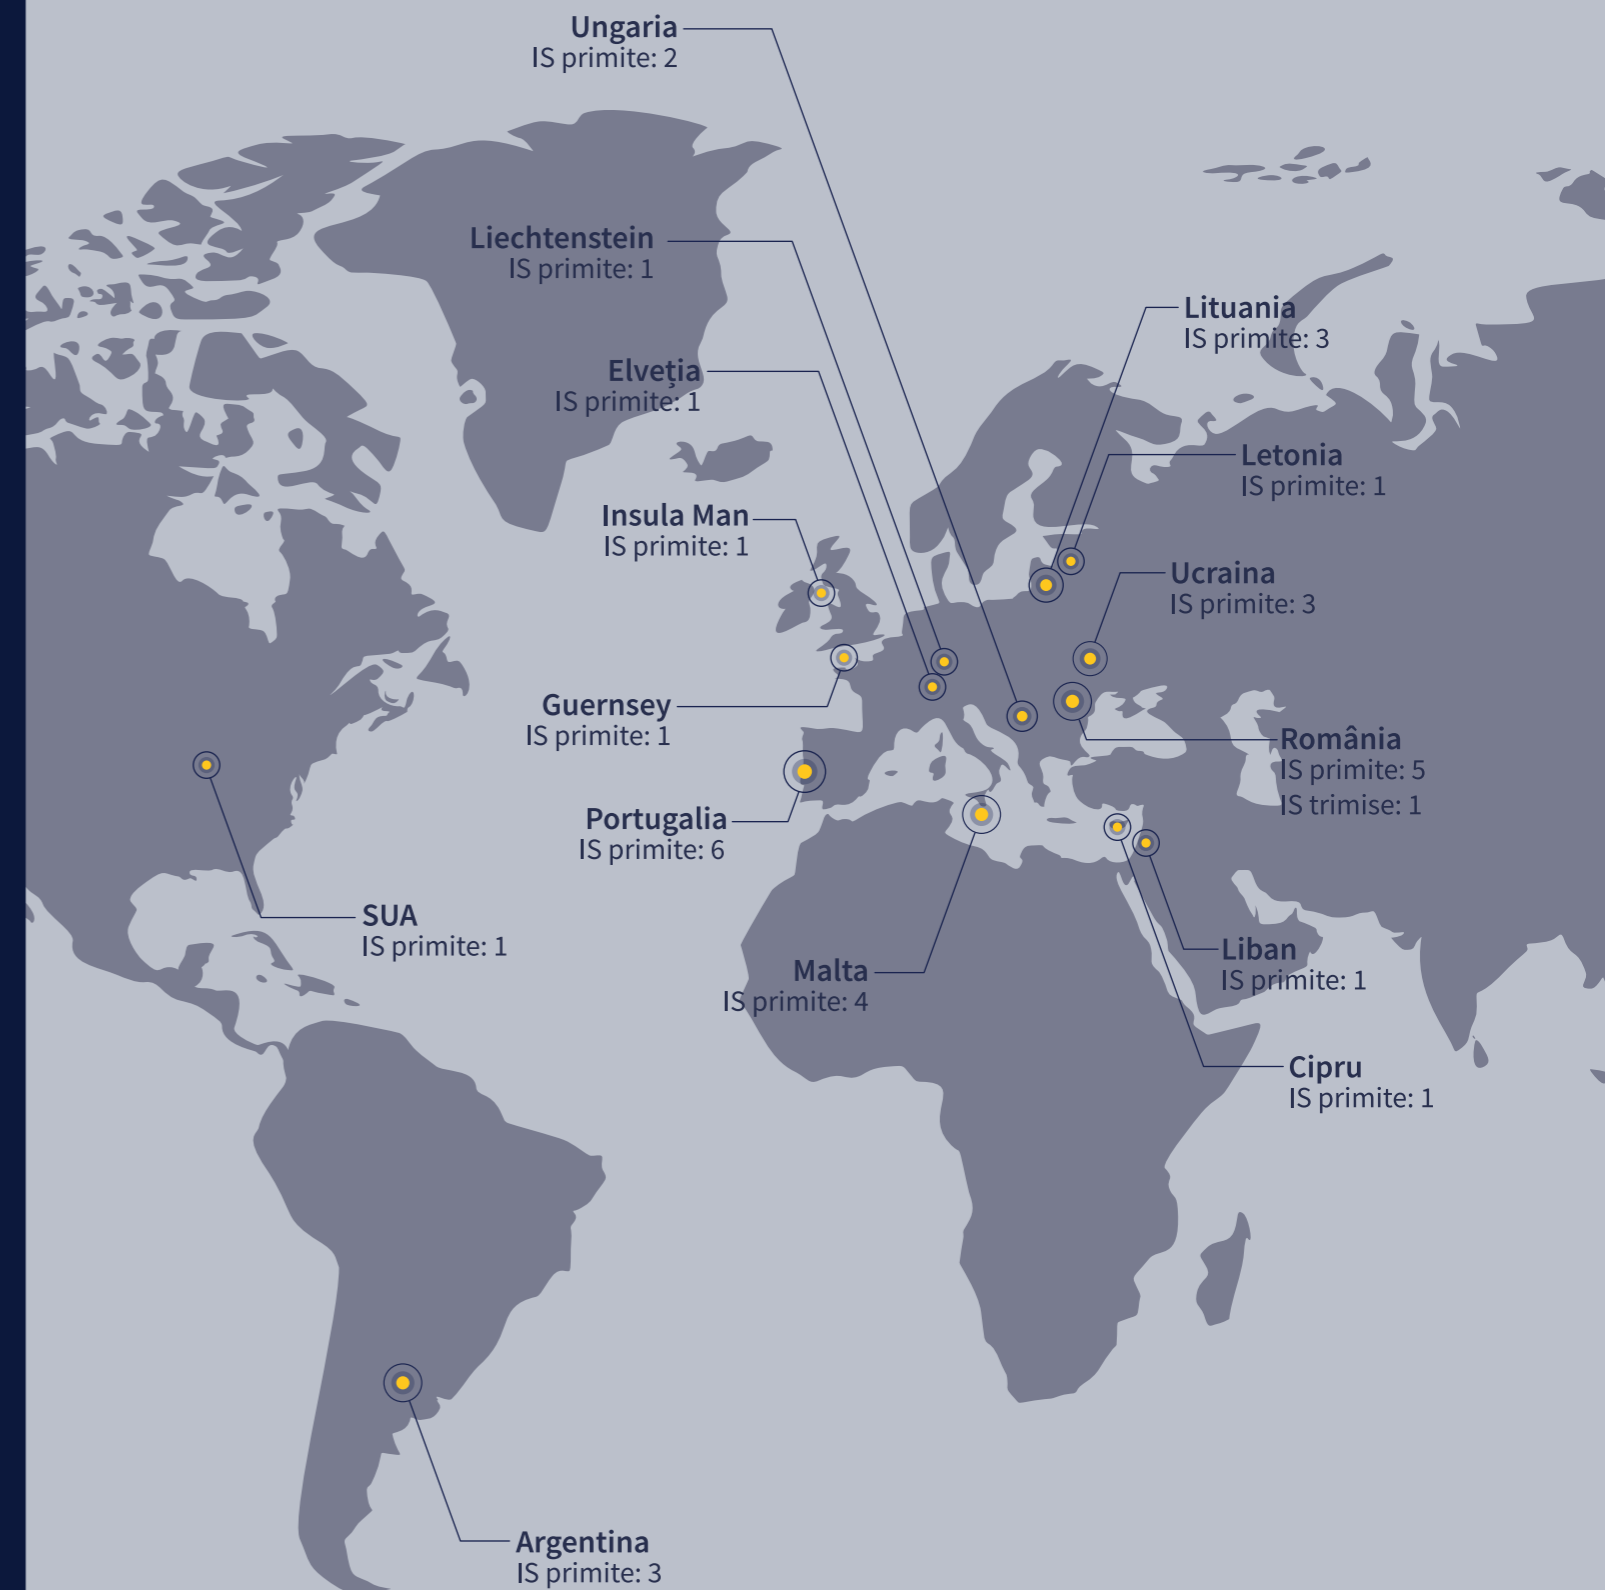 Ungaria
IS primite: 2
Liechtenstein
IS primite: 1
Lituania
IS primite: 3
Elveția
IS primite: 1
Letonia
IS primite: 1
Insula Man
IS primite: 1
Ucraina
IS primite: 3
Guernsey
IS primite: 1
România
IS primite: 5
IS trimise: 1
Portugalia
IS primite: 6
SUA
IS primite: 1
Malta
IS primite: 4
Liban
IS primite: 1
Cipru
IS primite: 1
Argentina
IS primite: 3